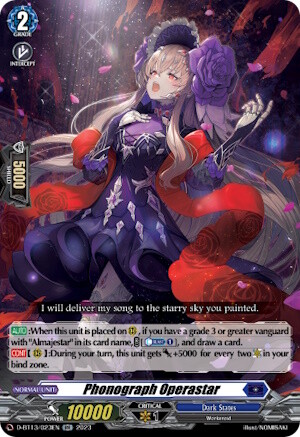 2
GRADE
INTERCEPT
5000
SHIELD
I will deliver my song to the starry sky you painted.
AUTO :When this unit is placed on , if you have a grade 3 or greater vanguard
with "Almajestar" in its card name, , and draw a card.
CONT :During your turn, this unit gets +5000 for every two in your
bind zone.
NORMAL UNIT
Phonograph Operastar
D-BT13/023EN RR 2023
POWER 10000
CRITICAL
1
Dark States
Workeroid
illust/NOMISAKI